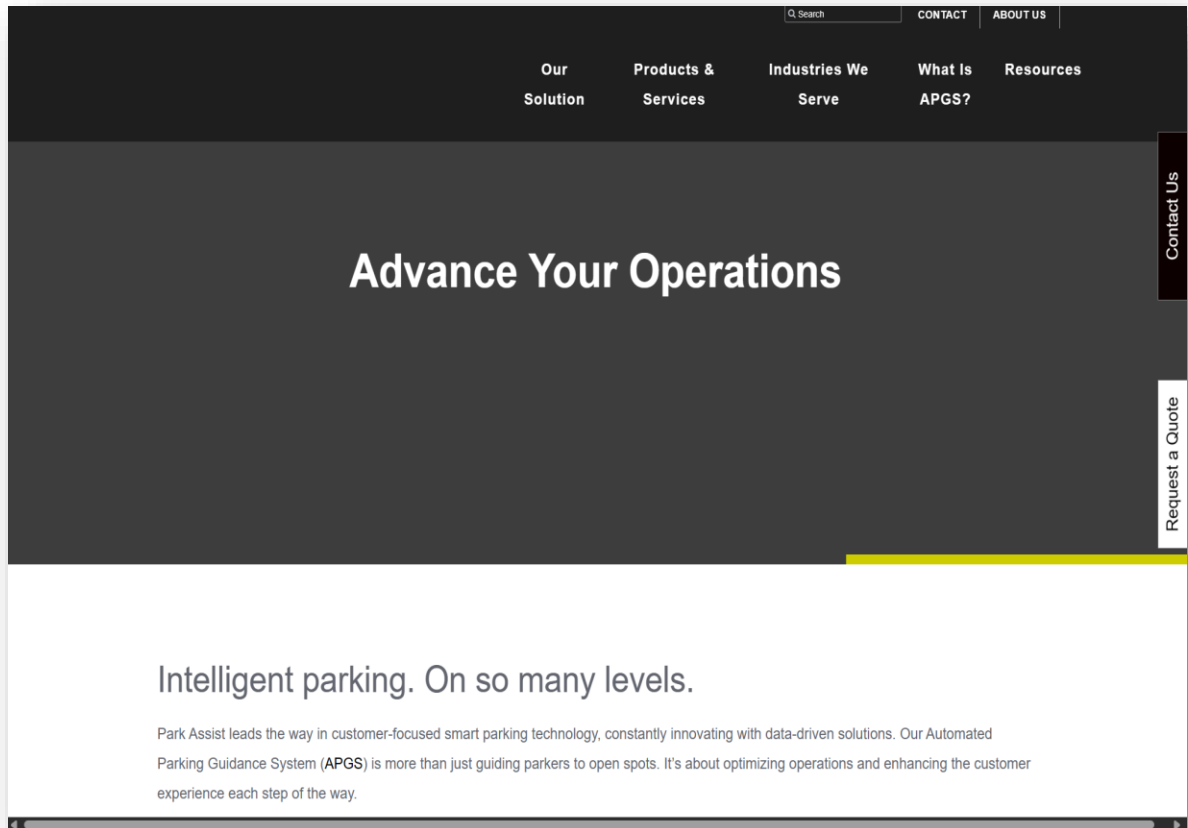 Search
CONTACT
ABOUT US
Our
Solution
Products &
Services
Industries We
Serve
What Is
APGS?
Resources
Contact Us
Advance Your Operations
Request a Quote
Intelligent parking. On so many levels.
Park Assist leads the way in customer-focused smart parking technology, constantly innovating with data-driven solutions. Our Automated
Parking Guidance System (APGS) is more than just guiding parkers to open spots. It’s about optimizing operations and enhancing the customer
experience each step of the way.